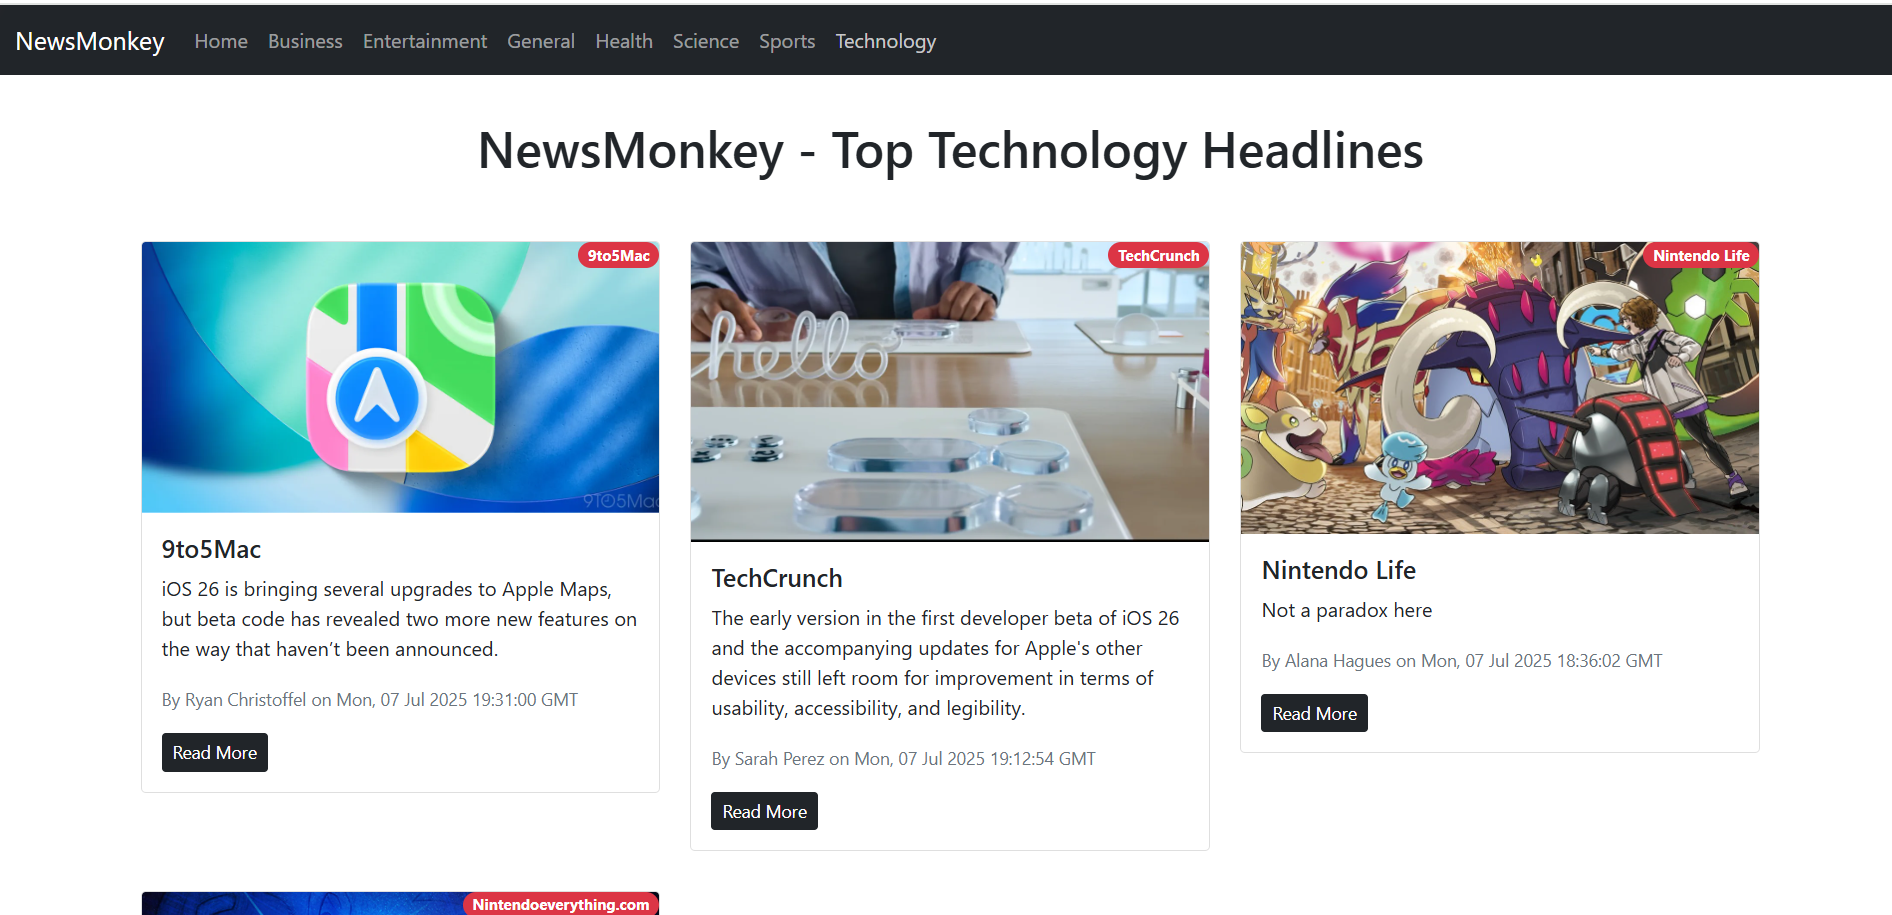 NewsMonkey Home Business Entertainment General Health Science Sports Technology
NewsMonkey - Top Technology Headlines
9to5Mac
9TO5Mac
9to5Mac
iOS 26 is bringing several upgrades to Apple Maps,
but beta code has revealed two more new features on
the way that haven’t been announced.
By Ryan Christoffel on Mon, 07 Jul 2025 19:31:00 GMT
Read More
TechCrunch
hello
TechCrunch
The early version in the first developer beta of iOS 26
and the accompanying updates for Apple's other
devices still left room for improvement in terms of
usability, accessibility, and legibility.
By Sarah Perez on Mon, 07 Jul 2025 19:12:54 GMT
Read More
Nintendo Life
Nintendo Life
Not a paradox here
By Alana Hagues on Mon, 07 Jul 2025 18:36:02 GMT
Read More
Nintendoeverything.com